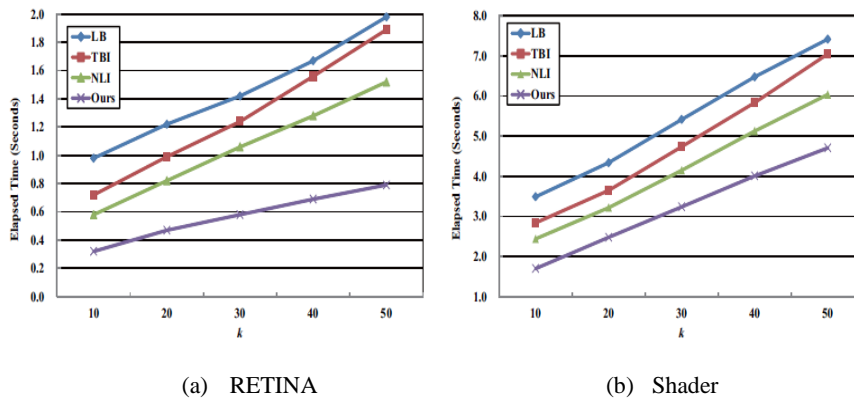 2.0
1.8
1.6
1.4
1.2
1.0
0.8
0.6
0.4
0.2
0.0
Elapsed Time (Seconds)
LB
TBI
NLI
Ours
10 20 30 40 50
k
(a) RETINA
8.0
7.0
6.0
5.0
4.0
3.0
2.0
1.0
Elapsed Time (Seconds)
LB
TBI
NLI
Ours
10 20 30 40 50
k
(b) Shader